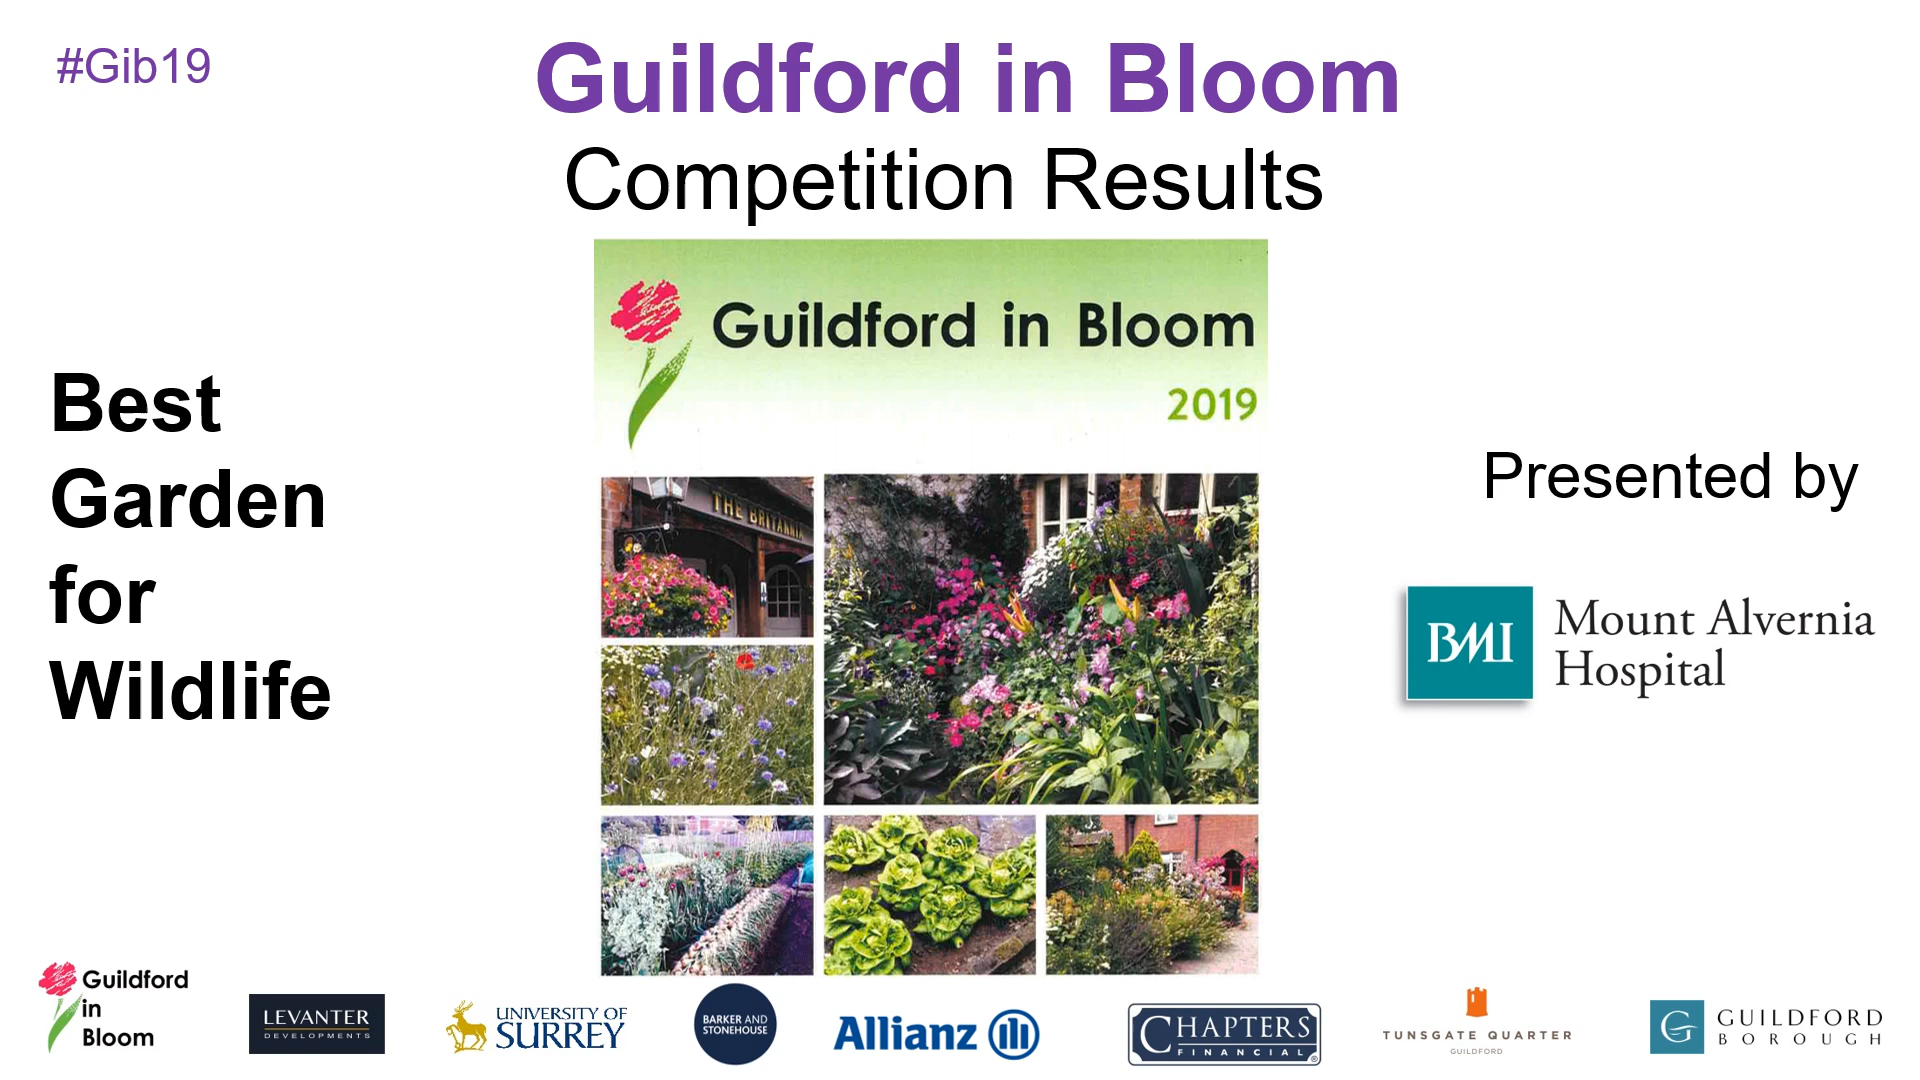 #Gib19
Guildford in Bloom
Competition Results
Guildford in Bloom
2019
THE BRITANNIA
Best
Garden
for
Wildlife
Presented by
BMI
Mount Alvernia
Hospital
Guildford
in
Bloom
LEVANTER
DEVELOPMENTS
UNIVERSITY OF
SURREY
BARKER AND
STONEHOUSE
Allianz
CHAPTERS
FINANCIAL
TUNSGATE QUARTER
GUILDFORD
G
GUILDFORD
BOROUGH